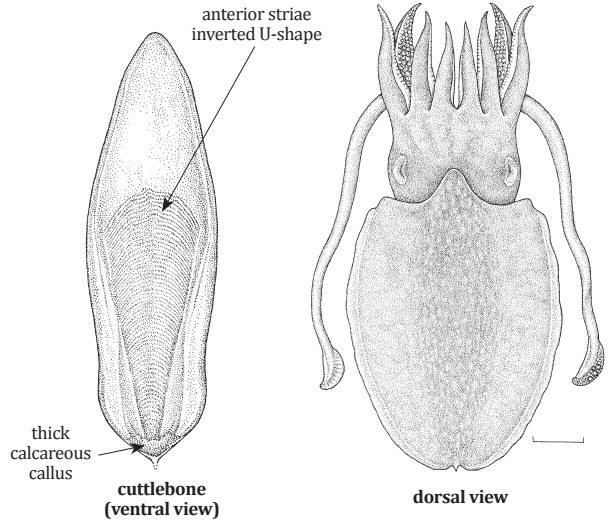 anterior striae
inverted U-shape
thick
calcareous
callus
cuttlebone
(ventral view)
dorsal view